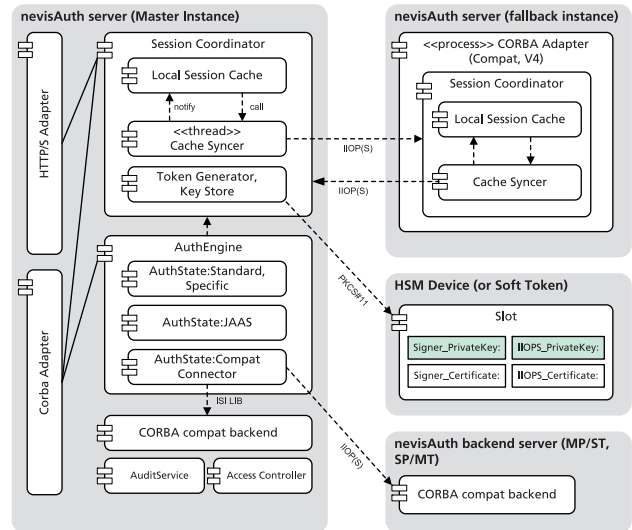 nevisAuth server (Master Instance)
HTTP/S Adapter
Corba Adapter
Session Coordinator
Local Session Cache
notify
call
<<thread>>
Cache Syncer
Token Generator,
Key Store
AuthEngine
AuthState:Standard,
Specific
AuthState:JAAS
AuthState:Compat
Connector
ISI LIB
CORBA compat backend
AuditService
Access Controller
IIOP(S)
IIOP(S)
PKCS#11
IIOP(S)
nevisAuth server (fallback instance)
<<process>> CORBA Adapter
(Compat, V4)
Session Coordinator
Local Session Cache
Cache Syncer
HSM Device (or Soft Token)
Slot
Signer_PrivateKey:
IIOPS_PrivateKey:
Signer_Certificate:
IIOPS_Certificate:
nevisAuth backend server (MP/ST,
SP/MT)
CORBA compat backend